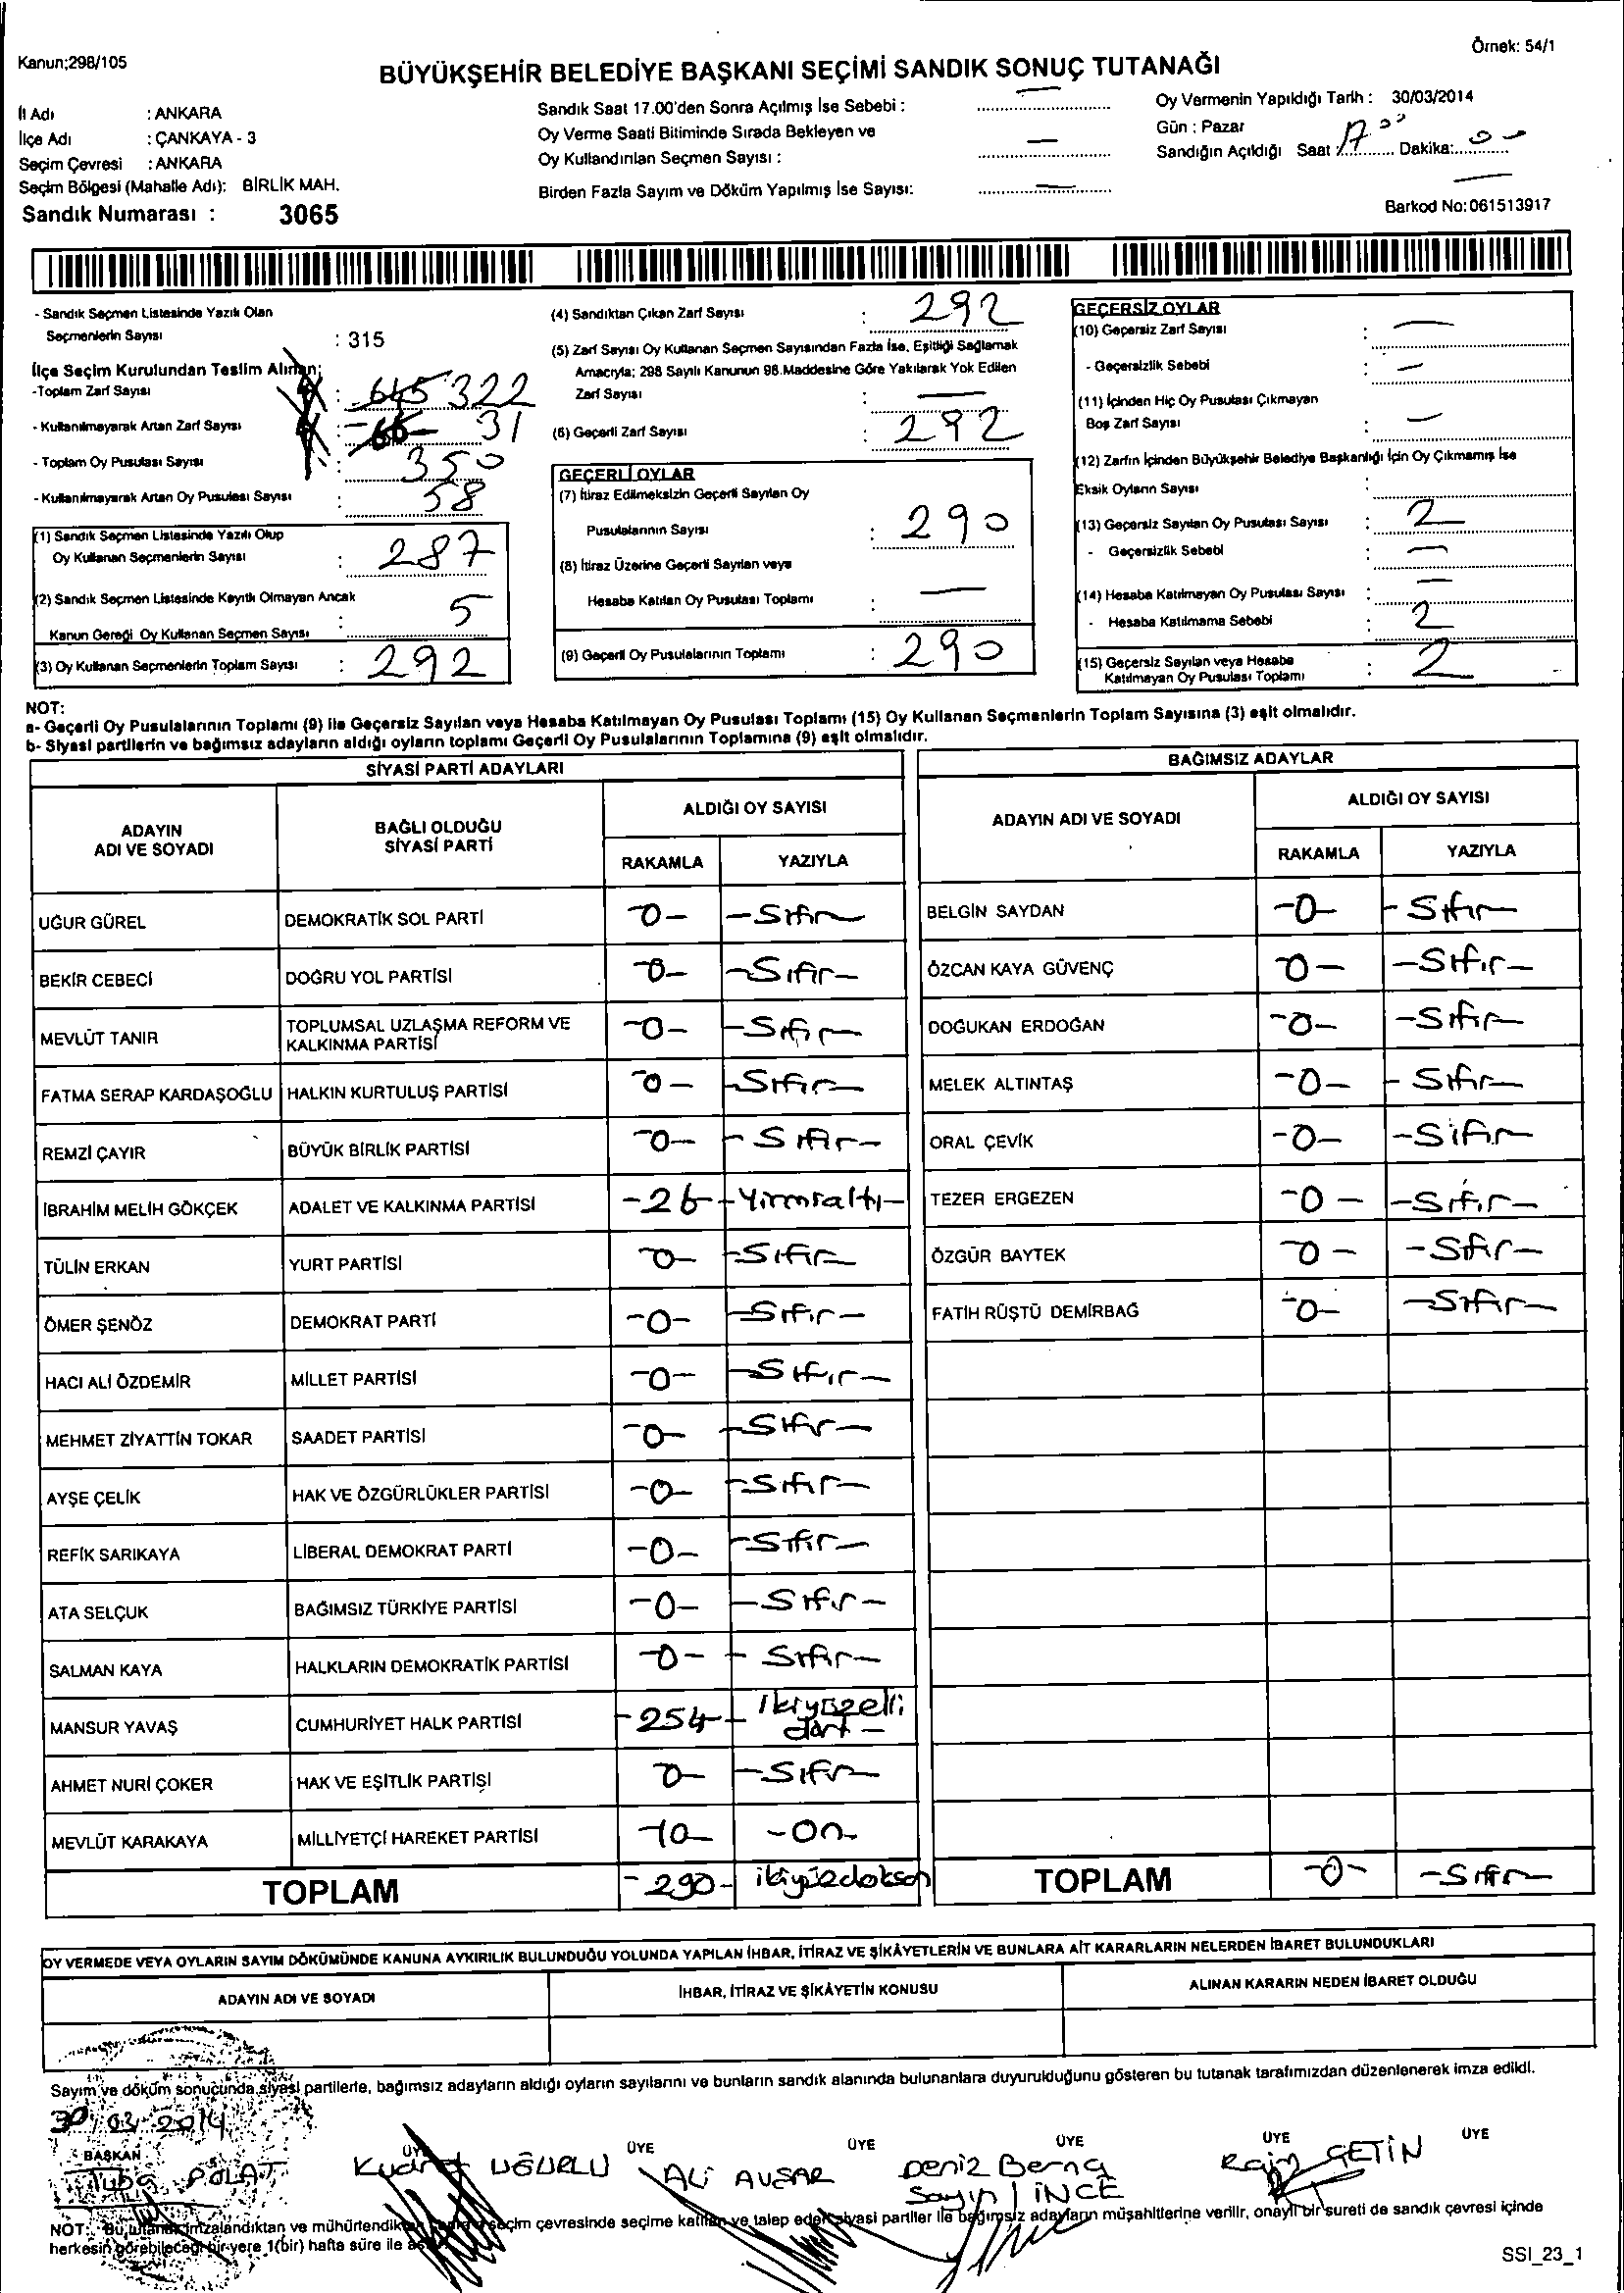 Kanun;298/105
Örnek: 54/1
BÜYÜKŞEHİR BELEDİYE BAŞKANI SEÇİMİ SANDIK SONUÇ TUTANAĞI
İl Adı : ANKARA
İlçe Adı : ÇANKAYA - 3
Seçim Çevresi : ANKARA
Seçim Bölgesi (Mahalle Adı): BİRLİK MAH.
Sandık Numarası : 3065
Sandık Saat 17.00'den Sonra Açılmış İse Sebebi : —
Oy Verme Saati Bitiminde Sırada Bekleyen ve
Oy Kullandırılan Seçmen Sayısı : —
Birden Fazla Sayım ve Döküm Yapılmış İse Sayısı: —
Oy Vermenin Yapıldığı Tarih : 30/03/2014
Gün : Pazar
Sandığın Açıldığı Saat : 17 00 Dakika:
Barkod No:061513917
- Sandık Seçmen Listesinde Yazılı Olan
Seçmenlerin Sayısı : 315
İlçe Seçim Kurulundan Teslim Alınan;
-Toplam Zarf Sayısı : 645 322
- Kullanılmayarak Artan Zarf Sayısı : 31
- Toplam Oy Pusulası Sayısı : 350
- Kullanılmayarak Artan Oy Pusulası Sayısı : 58
(1) Sandık Seçmen Listesinde Yazılı Olup
Oy Kullanan Seçmenlerin Sayısı : 287
(2) Sandık Seçmen Listesinde Kayıtlı Olmayan Ancak
Kanun Gereği Oy Kullanan Seçmen Sayısı : 5
(3) Oy Kullanan Seçmenlerin Toplam Sayısı : 292
(4) Sandıktan Çıkan Zarf Sayısı : 292
(5) Zarf Sayısı Oy Kullanan Seçmen Sayısından Fazla İse, Eşitliği Sağlamak
Amacıyla; 298 Sayılı Kanunun 98.Maddesine Göre Yakılarak Yok Edilen
Zarf Sayısı : —
(6) Geçerli Zarf Sayısı : 292
GEÇERLİ OYLAR
(7) İtiraz Edilmeksizin Geçerli Sayılan Oy
Pusulalarının Sayısı : 290
(8) İtiraz Üzerine Geçerli Sayılan veya
Hesaba Katılan Oy Pusulası Toplamı : —
(9) Geçerli Oy Pusulalarının Toplamı : 290
GEÇERSİZ OYLAR
(10) Geçersiz Zarf Sayısı : —
- Geçersizlik Sebebi : —
(11) İçinden Hiç Oy Pusulası Çıkmayan
Boş Zarf Sayısı : —
(12) Zarfın İçinden Büyükşehir Belediye Başkanlığı İçin Oy Çıkmamış İse
Eksik Oyların Sayısı :
(13) Geçersiz Sayılan Oy Pusulası Sayısı : 2
- Geçersizlik Sebebi : —
(14) Hesaba Katılmayan Oy Pusulası Sayısı : —
- Hesaba Katılmama Sebebi : 2
(15) Geçersiz Sayılan veya Hesaba
Katılmayan Oy Pusulası Toplamı : 2
NOT:
a- Geçerli Oy Pusulalarının Toplamı (9) ile Geçersiz Sayılan veya Hesaba Katılmayan Oy Pusulası Toplamı (15) Oy Kullanan Seçmenlerin Toplam Sayısına (3) eşit olmalıdır.
b- Siyasi partilerin ve bağımsız adayların aldığı oyların toplamı Geçerli Oy Pusulalarının Toplamına (9) eşit olmalıdır.
SİYASİ PARTİ ADAYLARI
ADAYIN
ADI VE SOYADI
BAĞLI OLDUĞU
SİYASİ PARTİ
ALDIĞI OY SAYISI
RAKAMLA YAZIYLA
UĞUR GÜREL DEMOKRATİK SOL PARTİ -0- -Sıfır-
BEKİR CEBECİ DOĞRU YOL PARTİSİ -0- -Sıfır-
MEVLÜT TANIR TOPLUMSAL UZLAŞMA REFORM VE KALKINMA PARTİSİ -0- -Sıfır-
FATMA SERAP KARDAŞOĞLU HALKIN KURTULUŞ PARTİSİ -0- -Sıfır-
REMZİ ÇAYIR BÜYÜK BİRLİK PARTİSİ -0- -Sıfır-
İBRAHİM MELİH GÖKÇEK ADALET VE KALKINMA PARTİSİ -26- -Yirmialtı-
TÜLİN ERKAN YURT PARTİSİ -0- -Sıfır-
ÖMER ŞENÖZ DEMOKRAT PARTİ -0- -Sıfır-
HACI ALİ ÖZDEMİR MİLLET PARTİSİ -0- -Sıfır-
MEHMET ZİYATTİN TOKAR SAADET PARTİSİ -0- -Sıfır-
AYŞE ÇELİK HAK VE ÖZGÜRLÜKLER PARTİSİ -0- -Sıfır-
REFİK SARIKAYA LİBERAL DEMOKRAT PARTİ -0- -Sıfır-
ATA SELÇUK BAĞIMSIZ TÜRKİYE PARTİSİ -0- -Sıfır-
SALMAN KAYA HALKLARIN DEMOKRATİK PARTİSİ -0- - Sıfır-
MANSUR YAVAŞ CUMHURİYET HALK PARTİSİ -254- ikiyüzelli dört -
AHMET NURİ ÇOKER HAK VE EŞİTLİK PARTİSİ 0- -Sıfır-
MEVLÜT KARAKAYA MİLLİYETÇİ HAREKET PARTİSİ -10- -On-
TOPLAM -290- ikiyüzdoksan
BAĞIMSIZ ADAYLAR
ADAYIN ADI VE SOYADI
ALDIĞI OY SAYISI
RAKAMLA YAZIYLA
BELGİN SAYDAN -0- -Sıfır-
ÖZCAN KAYA GÜVENÇ -0- -Sıfır-
DOĞUKAN ERDOĞAN -0- -Sıfır-
MELEK ALTINTAŞ -0- -Sıfır-
ORAL ÇEVİK -0- -Sıfır-
TEZER ERGEZEN -0- -Sıfır-
ÖZGÜR BAYTEK -0- -Sıfır-
FATİH RÜŞTÜ DEMİRBAĞ -0- -Sıfır-
TOPLAM -0- -Sıfır-
OY VERMEDE VEYA OYLARIN SAYIM DÖKÜMÜNDE KANUNA AYKIRILIK BULUNDUĞU YOLUNDA YAPILAN İHBAR, İTİRAZ VE ŞİKÂYETLERİN VE BUNLARA AİT KARARLARIN NELERDEN İBARET BULUNDUKLARI
ADAYIN ADI VE SOYADI İHBAR, İTİRAZ VE ŞİKÂYETİN KONUSU ALINAN KARARIN NEDEN İBARET OLDUĞU
Sayım ve döküm sonucunda siyasi partilerle, bağımsız adayların aldığı oyların sayılarını ve bunların sandık alanında bulunanlara duyurulduğunu gösteren bu tutanak tarafımızdan düzenlenerek imza edildi.
30/03/2014
BAŞKAN ÜYE ÜYE ÜYE ÜYE ÜYE ÜYE
Tuba POLAT
UĞURLU
ALİ AVŞAR
Deniz Berna
Sayın İNCE
ÇETİN
NOT: Bu tutanak imzalandıktan ve mühürlendikten seçim çevresinde seçime katılan ve talep eden siyasi partiler ile bağımsız adayların müşahitlerine verilir, onaylı bir sureti de sandık çevresi içinde
herkesin görebileceği bir yere 1(bir) hafta süre ile
SSI_23_1